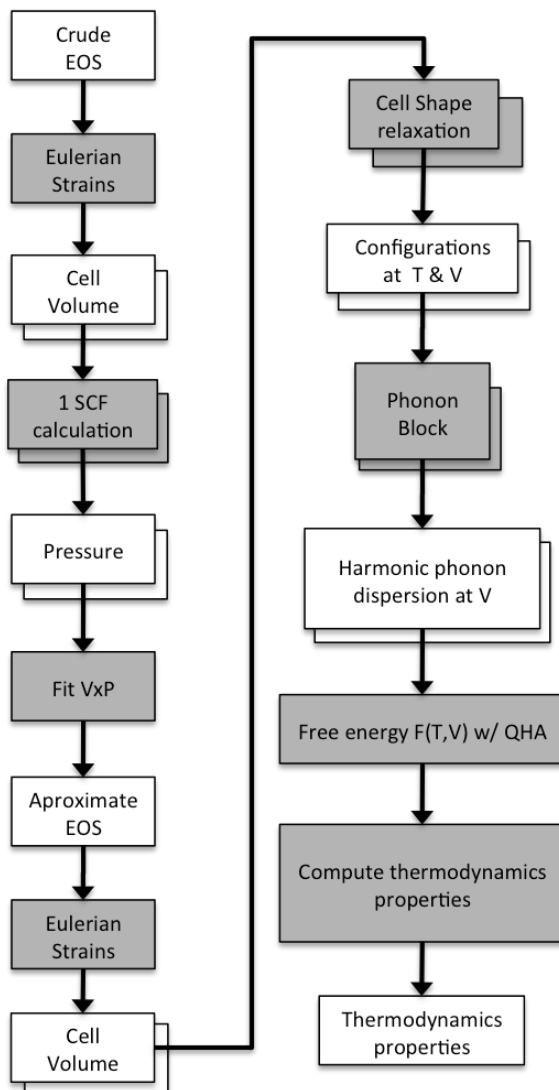 Crude
EOS
Eulerian
Strains
Cell
Volume
1 SCF
calculation
Pressure
Fit VxP
Aproximate
EOS
Eulerian
Strains
Cell
Volume
Cell Shape
relaxation
Configurations
at T & V
Phonon
Block
Harmonic phonon
dispersion at V
Free energy F(T,V) w/ QHA
Compute thermodynamics
properties
Thermodynamics
properties